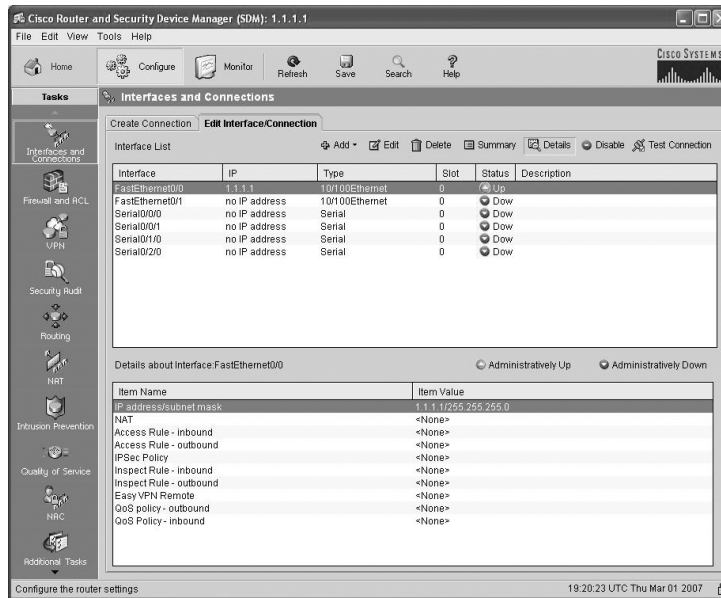 Cisco Router and Security Device Manager (SDM): 1.1.1.1
File Edit View Tools Help
Home Configure Monitor Refresh Save Search Help
CISCO SYSTEMS
Tasks
Interfaces and Connections
Interfaces and Connections
Firewall and ACL
VPN
Security Audit
Routing
NAT
Intrusion Prevention
Quality of Service
NAC
Additional Tasks
Create Connection Edit Interface/Connection
Interface List Add Edit Delete Summary Details Disable Test Connection
Interface IP Type Slot Status Description
FastEthernet0/0 1.1.1.1 10/100Ethernet 0 Up
FastEthernet0/1 no IP address 10/100Ethernet 0 Dow
Serial0/0/0 no IP address Serial 0 Dow
Serial0/0/1 no IP address Serial 0 Dow
Serial0/1/0 no IP address Serial 0 Dow
Serial0/2/0 no IP address Serial 0 Dow
Details about Interface:FastEthernet0/0 Administratively Up Administratively Down
Item Name Item Value
IP address/subnet mask 1.1.1.1/255.255.255.0
NAT <None>
Access Rule - inbound <None>
Access Rule - outbound <None>
IPSec Policy <None>
Inspect Rule - inbound <None>
Inspect Rule - outbound <None>
Easy VPN Remote <None>
QoS policy - outbound <None>
QoS Policy - inbound <None>
Configure the router settings 19:20:23 UTC Thu Mar 01 2007